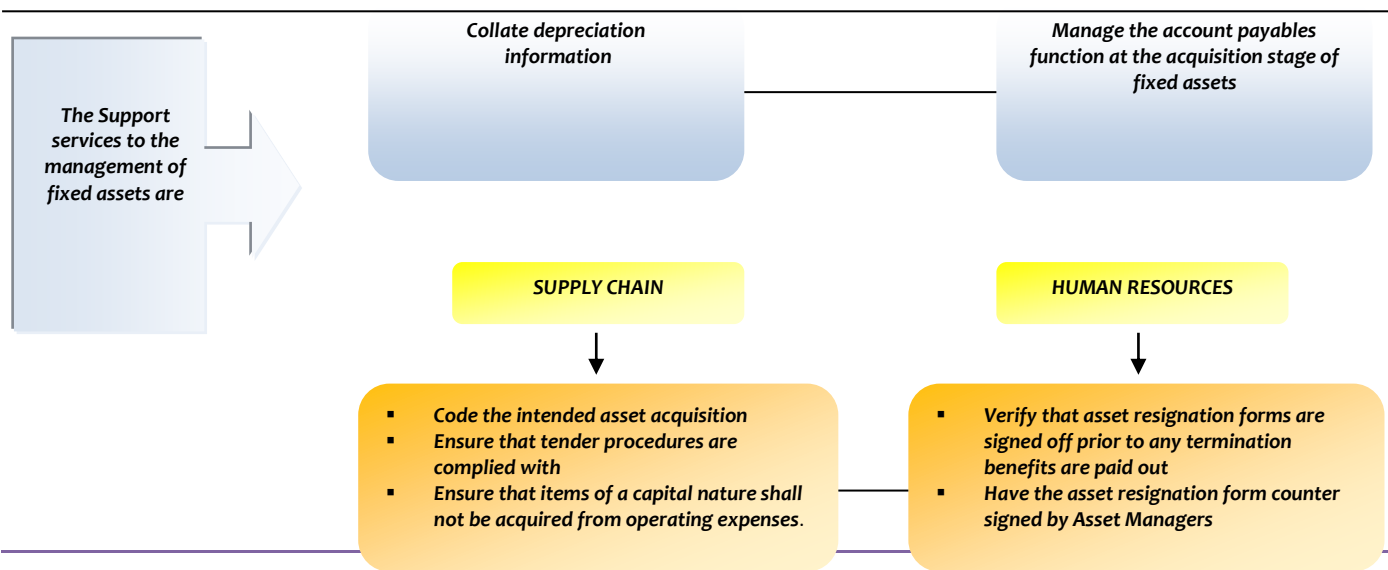 Collate depreciation
information
Manage the account payables
function at the acquisition stage of
fixed assets
The Support
services to the
management of
fixed assets are
SUPPLY CHAIN
HUMAN RESOURCES
▪ Code the intended asset acquisition
▪ Ensure that tender procedures are
complied with
▪ Ensure that items of a capital nature shall
not be acquired from operating expenses.
▪ Verify that asset resignation forms are
signed off prior to any termination
benefits are paid out
▪ Have the asset resignation form counter
signed by Asset Managers